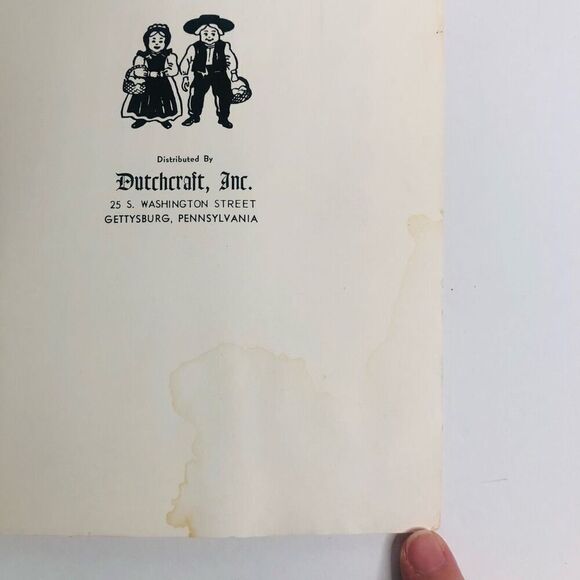 Distributed By
Dutchcraft, Inc.
25 S. WASHINGTON STREET
GETTYSBURG, PENNSYLVANIA